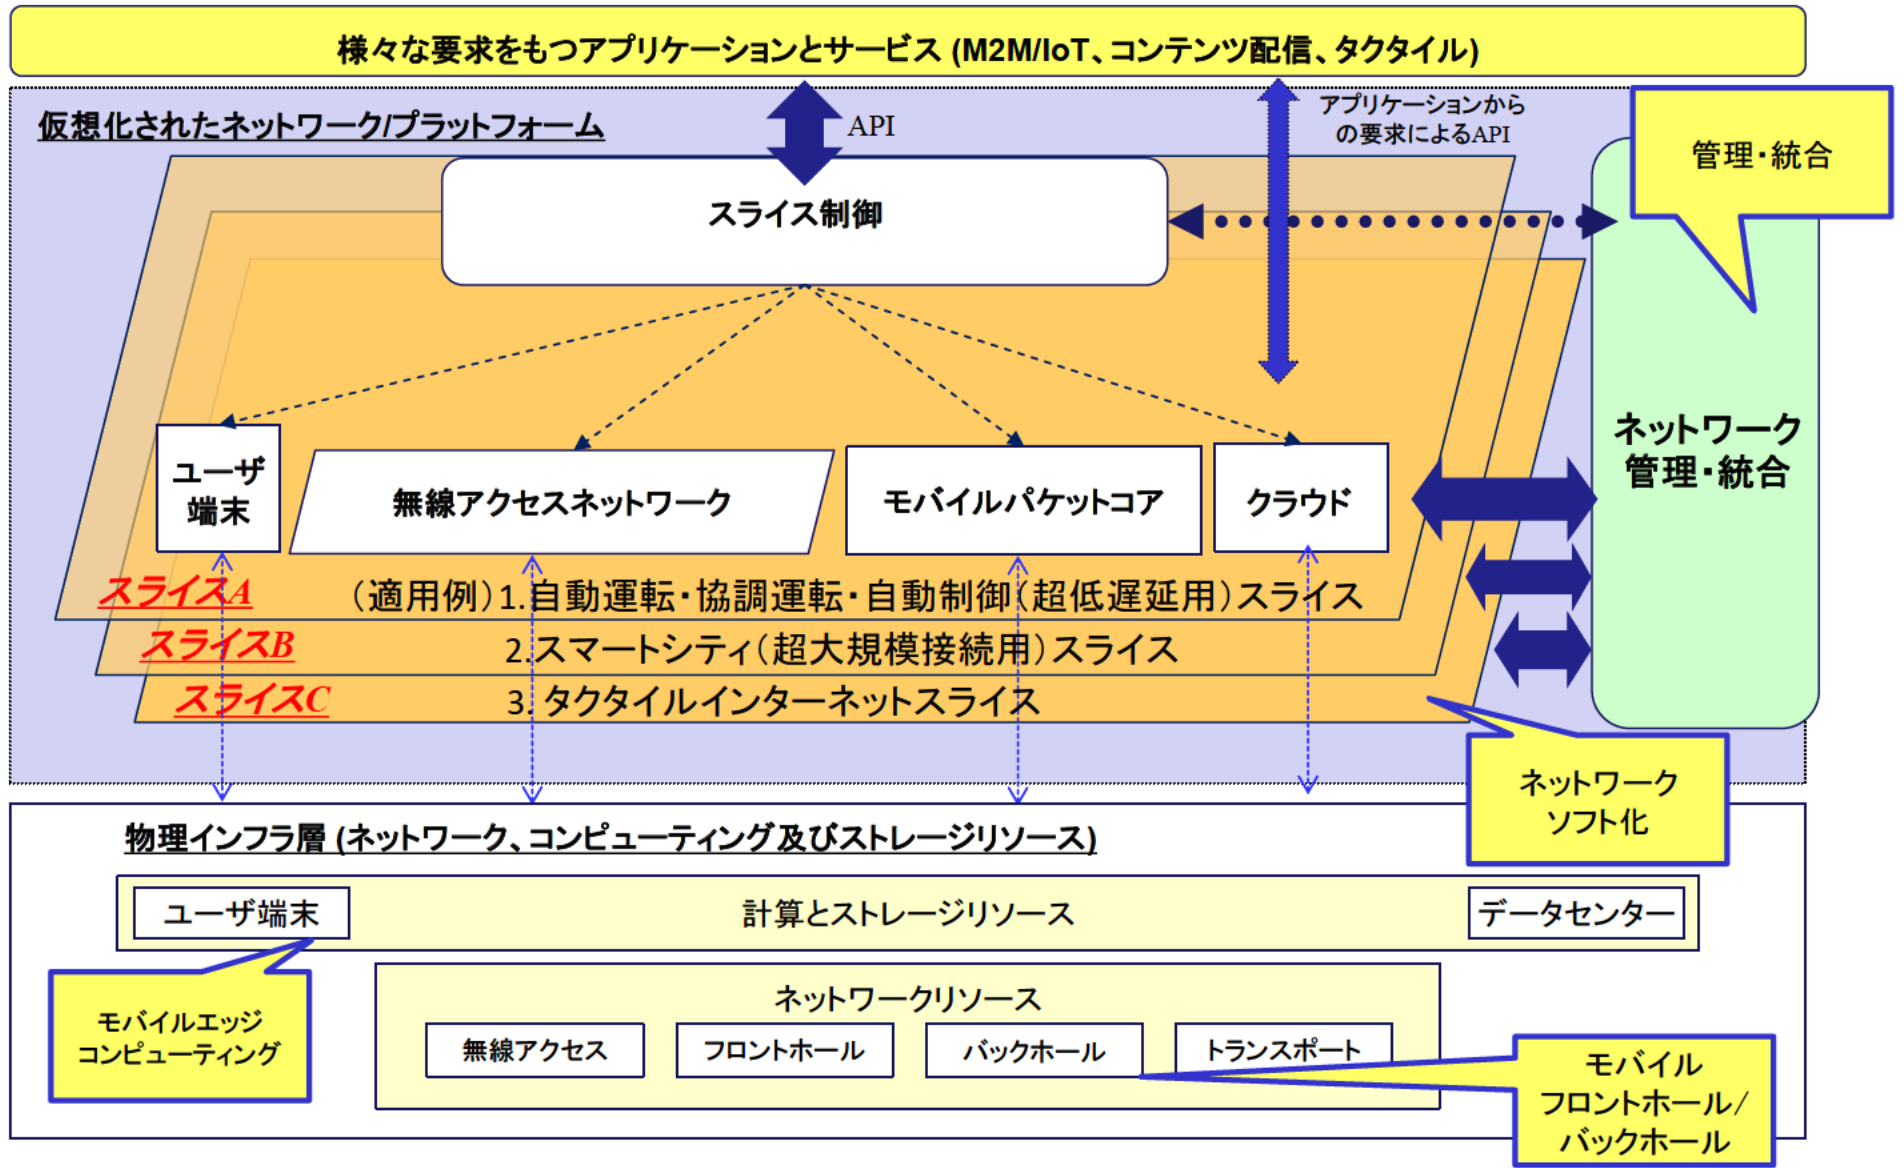 様々な要求をもつアプリケーションとサービス (M2M/IoT、コンテンツ配信、タクタイル)
仮想化されたネットワーク/プラットフォーム
API
アプリケーションから
の要求によるAPI
管理・統合
スライス制御
ネットワーク
管理・統合
ユーザ
端末
無線アクセスネットワーク
モバイルパケットコア
クラウド
スライスA
（適用例）1.自動運転・協調運転・自動制御（超低遅延用）スライス
スライスB
2.スマートシティ（超大規模接続用）スライス
スライスC
3. タクタイルインターネットスライス
ネットワーク
ソフト化
物理インフラ層 (ネットワーク、コンピューティング及びストレージリソース)
ユーザ端末
計算とストレージリソース
データセンター
モバイルエッジ
コンピューティング
ネットワークリソース
無線アクセス
フロントホール
バックホール
トランスポート
モバイル
フロントホール/
バックホール